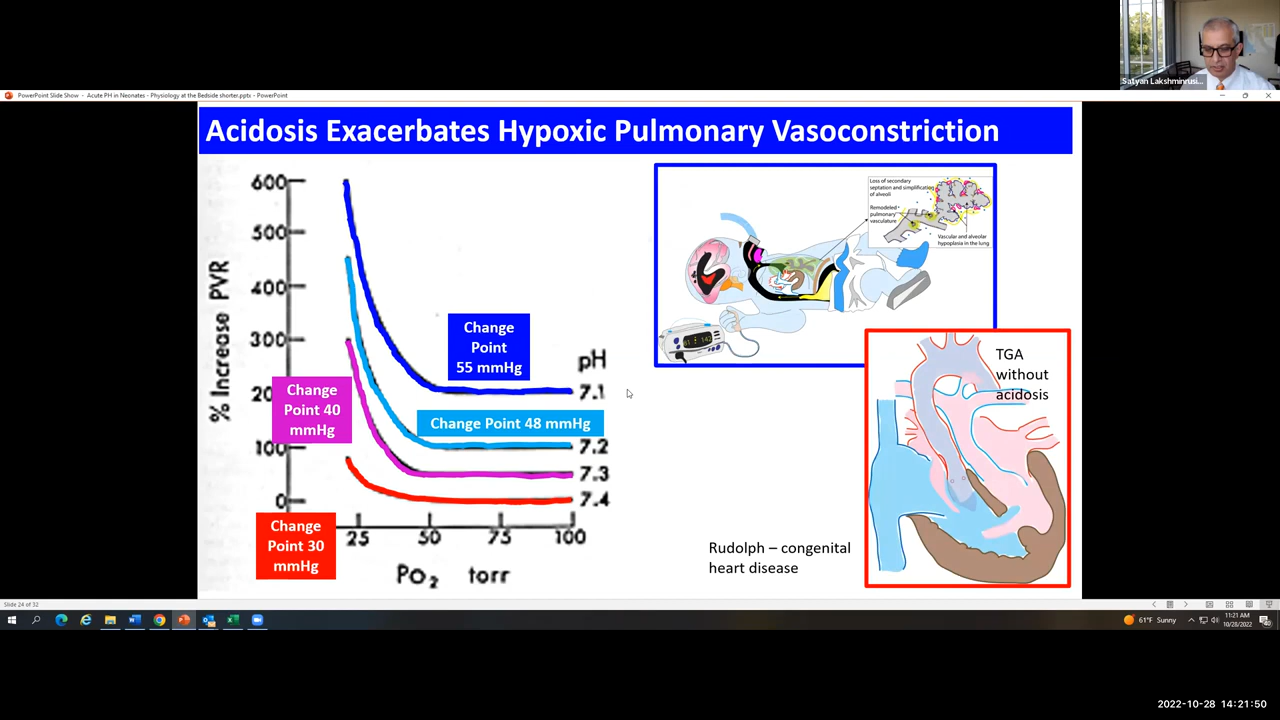 Satyan Lakshminrusi...
PowerPoint Slide Show - Acute PH in Neonates - Physiology at the Bedside shorter.pptx - PowerPoint
Acidosis Exacerbates Hypoxic Pulmonary Vasoconstriction
600
500
400
300
20
100
0
% Increase PVR
Change
Point
55 mmHg
Change
Point 40
mmHg
Change Point 48 mmHg
Change
Point 30
mmHg
pH
7.1
7.2
7.3
7.4
25
50
75
100
Po2 torr
Loss of secondary
septation and simplification
of alveoli
Remodeled
pulmonary
vasculature
Vascular and alveolar
hypoplasia in the lung
TGA
without
acidosis
Rudolph – congenital
heart disease
Slide 24 of 32
61°F Sunny
11:21 AM
10/28/2022
2022-10-28 14:21:50